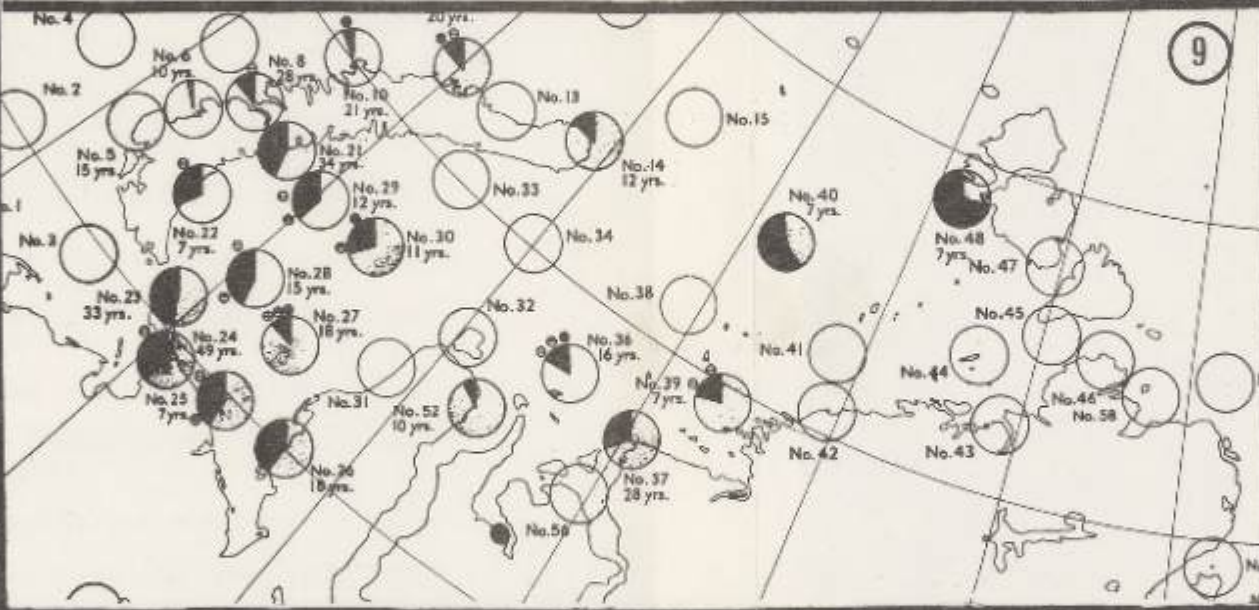 No. 4
20 yrs.
9
No. 6
10 yrs.
No. 8
28 yrs.
No. 2
No. 10
21 yrs.
No. 13
No. 15
No. 5
15 yrs.
No. 21
34 yrs.
No. 14
12 yrs.
No. 29
12 yrs.
No. 33
No. 40
7 yrs.
No. 22
7 yrs.
No. 30
11 yrs.
No. 34
No. 48
7 yrs.
No. 3
No. 28
15 yrs.
No. 47
No. 23
33 yrs.
No. 32
No. 38
No. 27
18 yrs.
No. 45
No. 24
49 yrs.
No. 36
16 yrs.
No. 41
No. 44
No. 25
7 yrs.
No. 31
No. 52
10 yrs.
No. 39
7 yrs.
No. 46
No. 58
No. 42
No. 43
No. 26
18 yrs.
No. 37
28 yrs.
No. 56